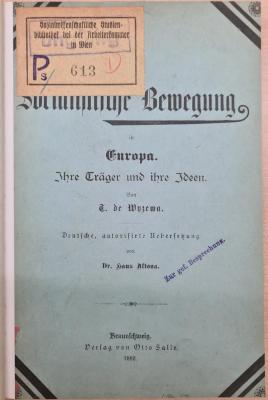 Sozialwissenschaftliche Studien-
bibliothek bei der Arbeiterkammer
in Wien
Ps 613 D
Bewegung
in
Europa.
Ihre Träger und ihre Ideen.
Von
T. de Wyzewa.
Deutsche, autorisirte Uebersetzung
von
Dr. Hans Altona.
Zur gef. Besprechung.
Braunschweig.
Verlag von Otto Salle.
1892.